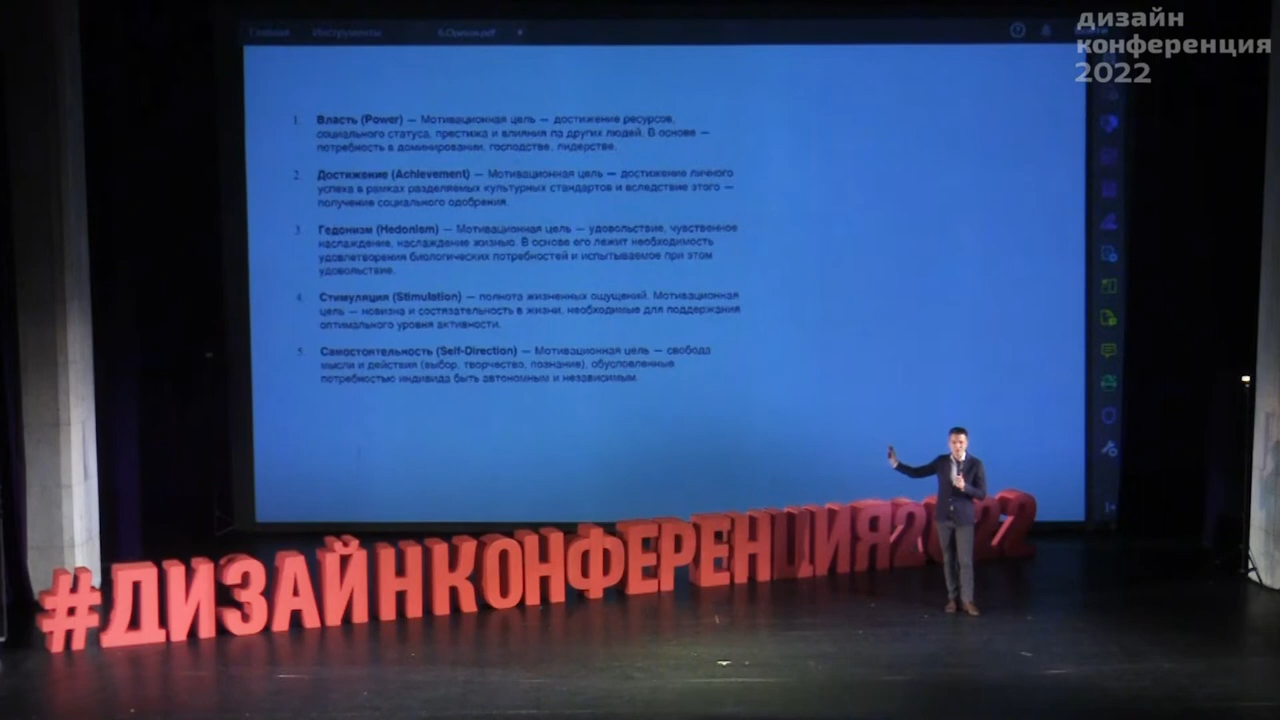 дизайн
конференция
2022
Главная Инструменты
1. Власть (Power) — Мотивационная цель — достижение ресурсов,
социального статуса, престижа и влияния на других людей. В основе —
потребность в доминировании, господстве, лидерстве.
2. Достижение (Achievement) — Мотивационная цель — достижение личного
успеха в рамках разделяемых культурных стандартов и вследствие этого —
получение социального одобрения.
3. Гедонизм (Hedonism) — Мотивационная цель — удовольствие, чувственное
наслаждение, наслаждение жизнью. В основе его лежит необходимость
удовлетворения биологических потребностей и испытываемое при этом
удовольствие.
4. Стимуляция (Stimulation) — полнота жизненных ощущений. Мотивационная
цель — новизна и состязательность в жизни, необходимые для поддержания
оптимального уровня активности.
5. Самостоятельность (Self-Direction) — Мотивационная цель — свобода
мысли и действия (выбор, творчество, познание), обусловленные
потребностью индивида быть автономным и независимым.
#ДИЗАЙНКОНФЕРЕНЦИЯ2022